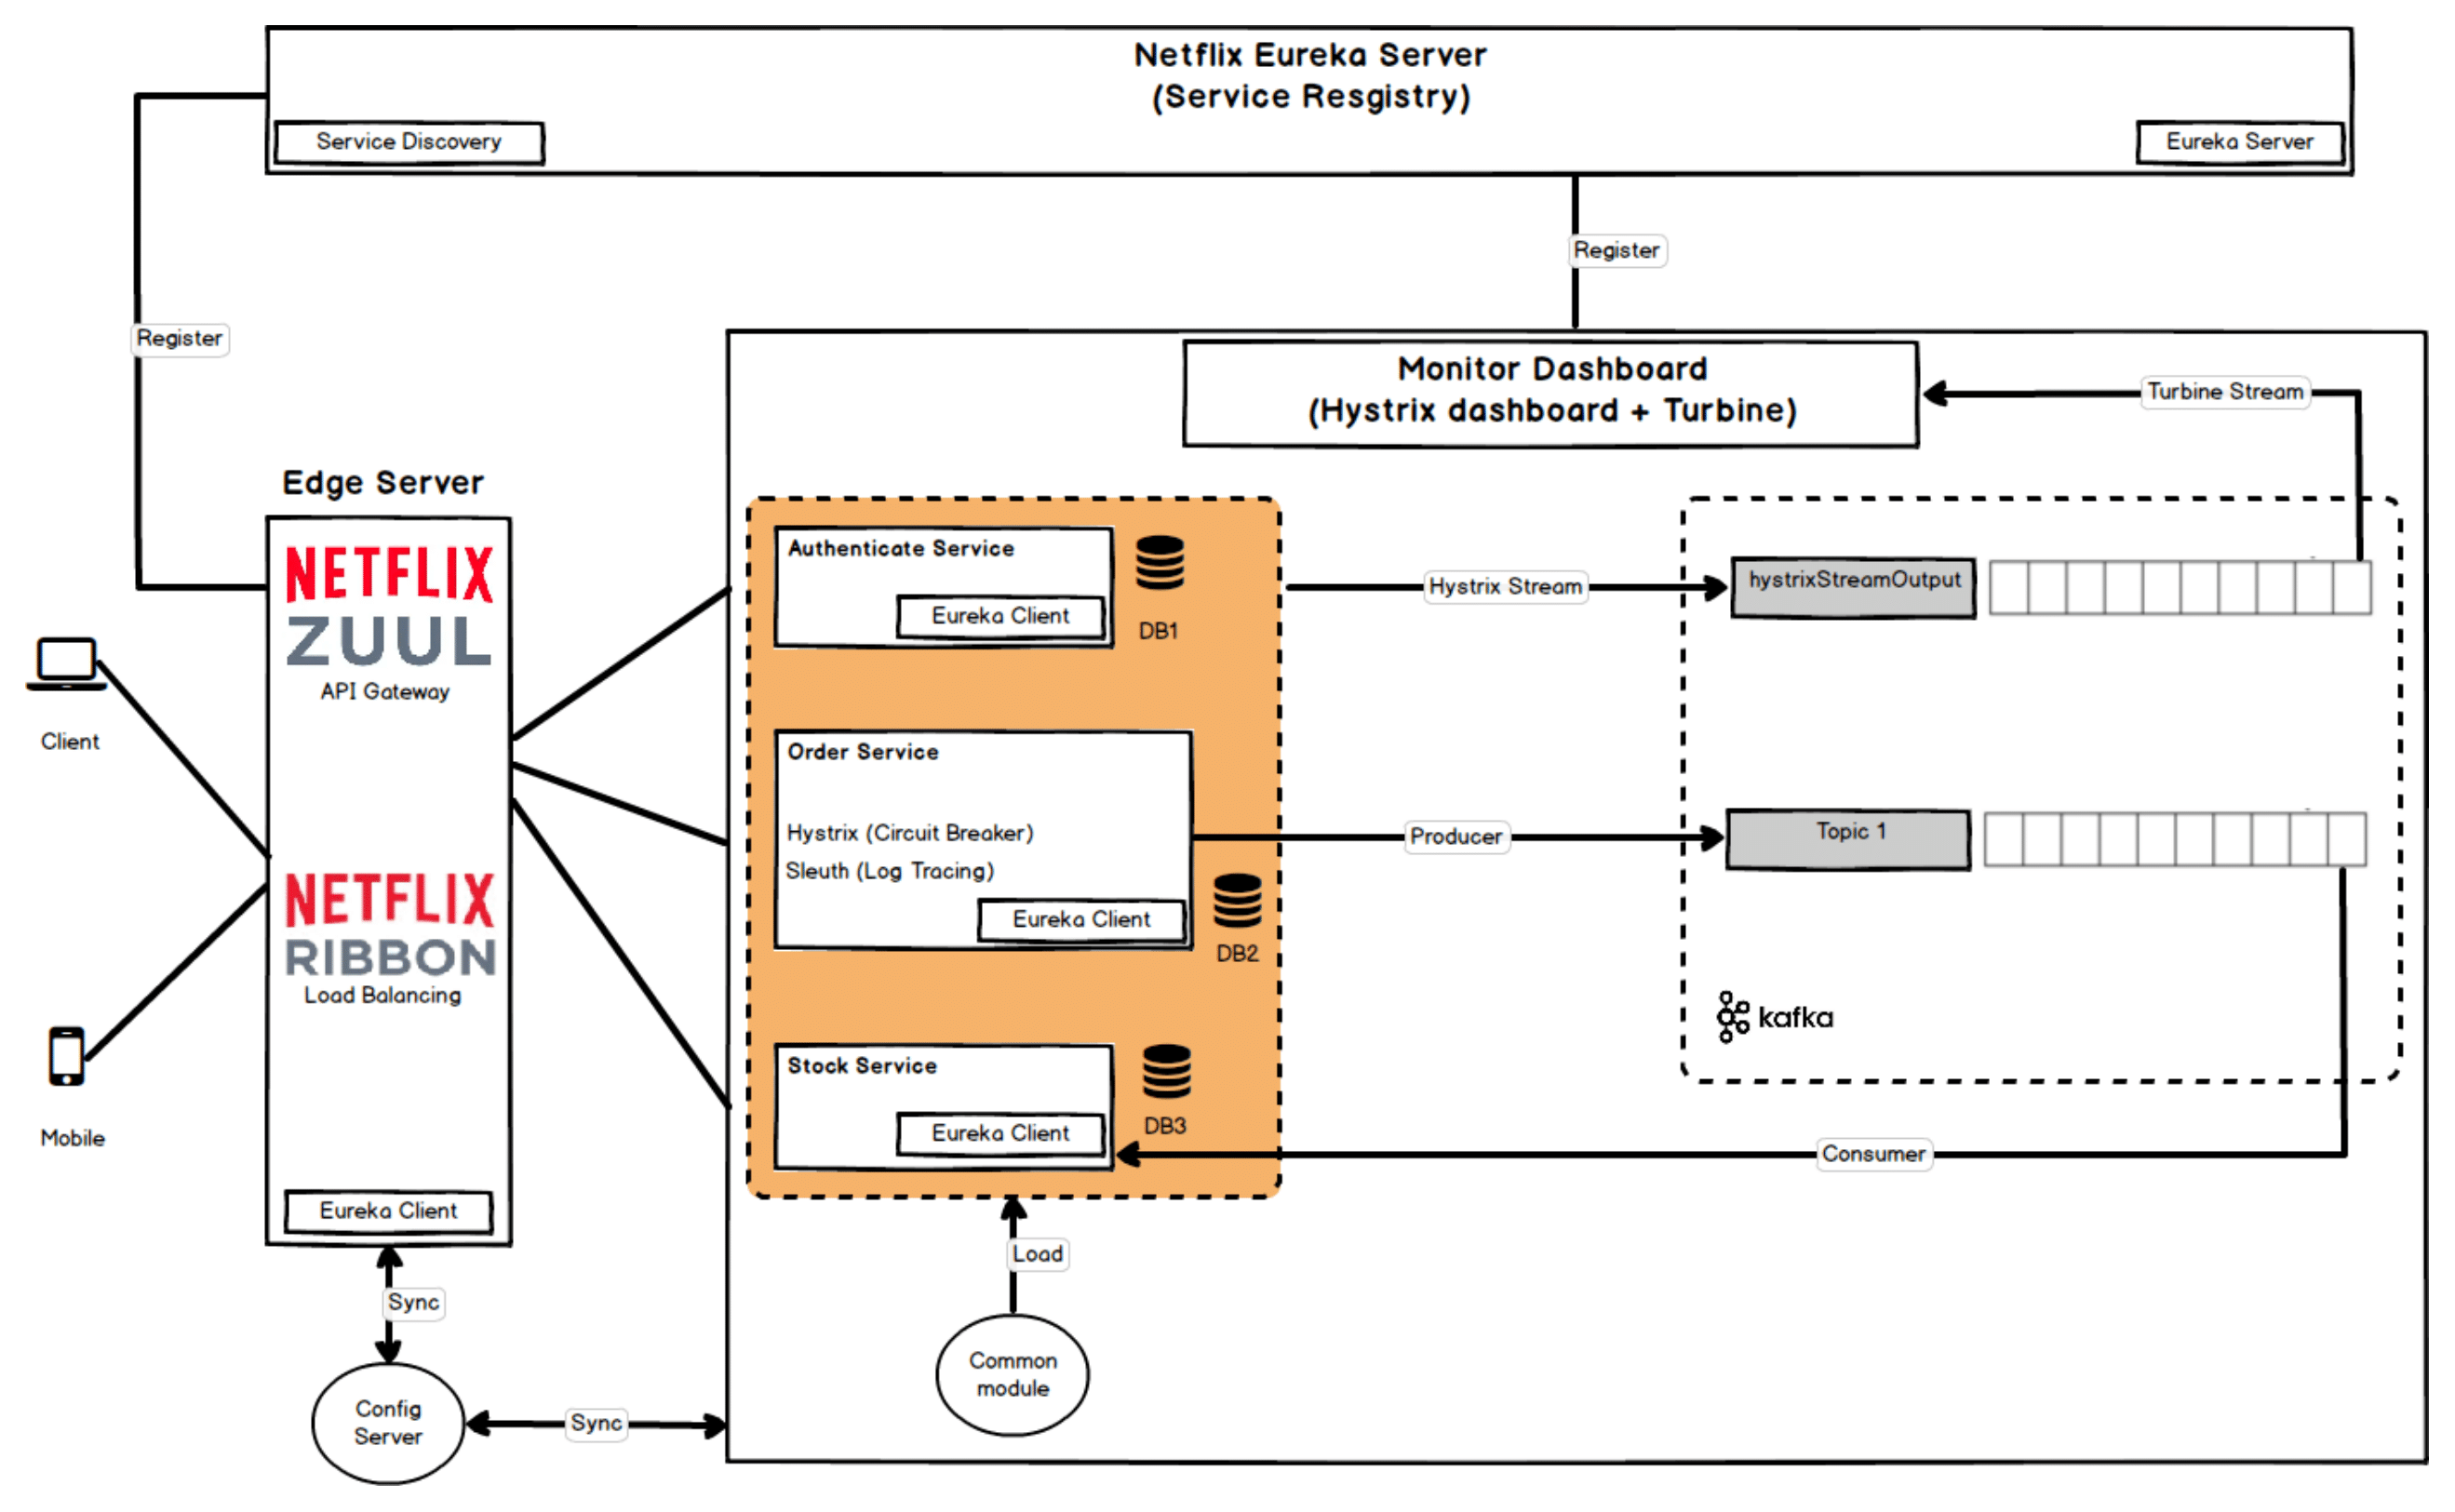 Netflix Eureka Server
(Service Resgistry)
Service Discovery
Eureka Server
Register
Register
Monitor Dashboard
(Hystrix dashboard + Turbine)
Turbine Stream
Edge Server
NETFLIX
ZUUL
API Gateway
NETFLIX
RIBBON
Load Balancing
Eureka Client
Client
Mobile
Authenticate Service
Eureka Client
DB1
Hystrix Stream
hystrixStreamOutput
Order Service
Hystrix (Circuit Breaker)
Sleuth (Log Tracing)
Eureka Client
DB2
Producer
Topic 1
kafka
Stock Service
Eureka Client
DB3
Consumer
Load
Common
module
Sync
Config
Server
Sync